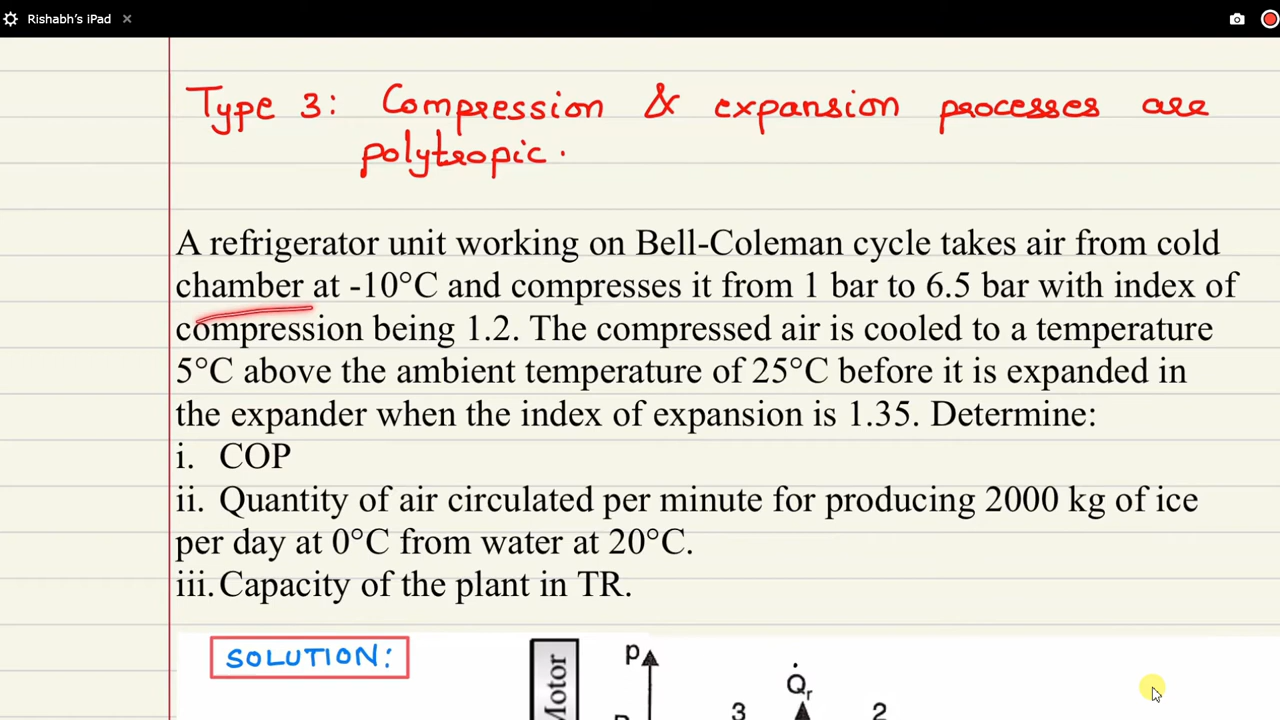 Rishabh's iPad
Type 3: Compression & expansion processes are
polytropic.
A refrigerator unit working on Bell-Coleman cycle takes air from cold
chamber at -10°C and compresses it from 1 bar to 6.5 bar with index of
compression being 1.2. The compressed air is cooled to a temperature
5°C above the ambient temperature of 25°C before it is expanded in
the expander when the index of expansion is 1.35. Determine:
i. COP
ii. Quantity of air circulated per minute for producing 2000 kg of ice
per day at 0°C from water at 20°C.
iii. Capacity of the plant in TR.
SOLUTION:
Motor
p
Q̇r
3
2